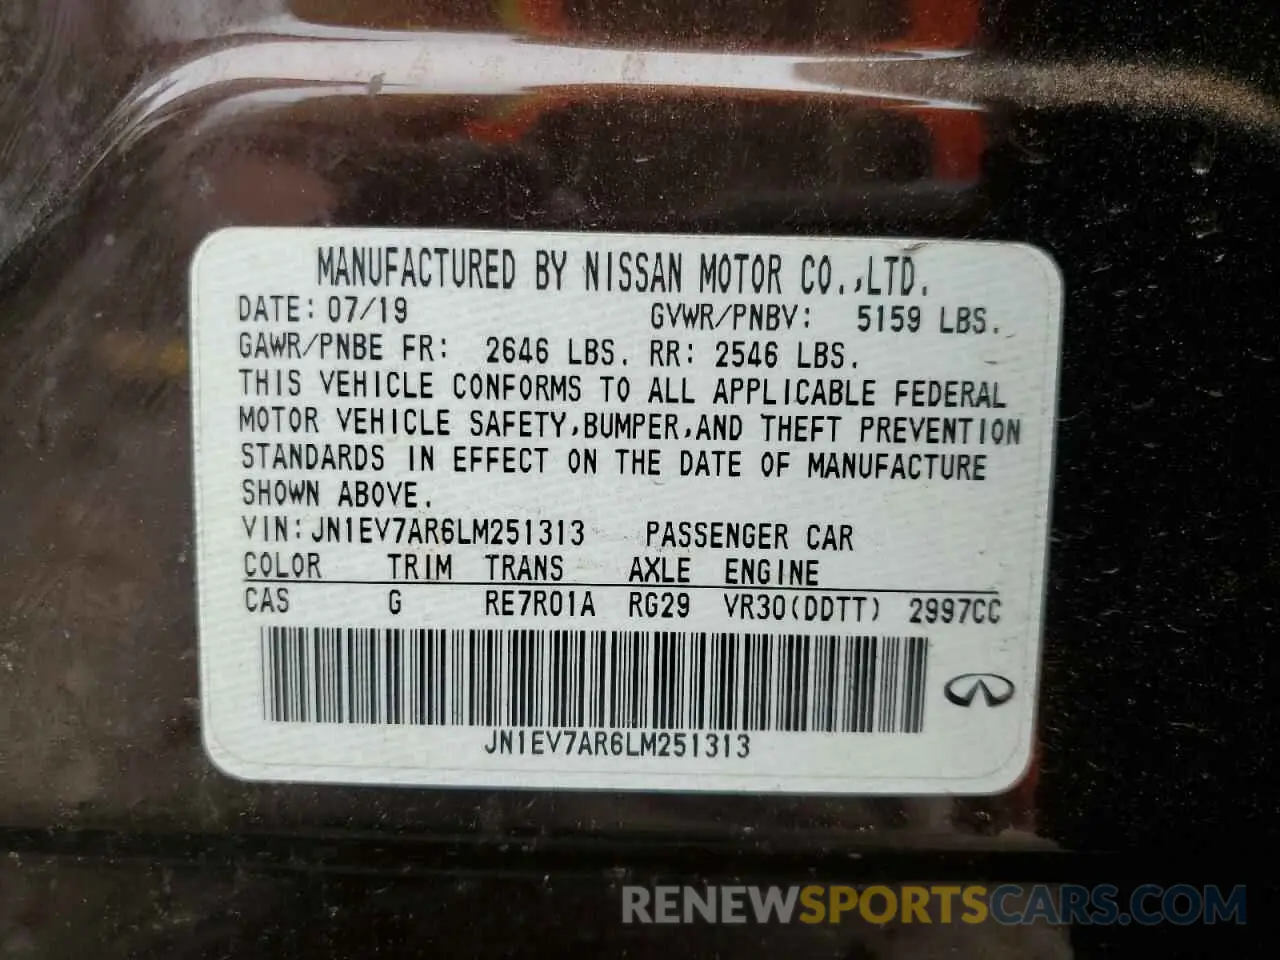 MANUFACTURED BY NISSAN MOTOR CO.,LTD.
DATE: 07/19 GVWR/PNBV: 5159 LBS.
GAWR/PNBE FR: 2646 LBS. RR: 2546 LBS.
THIS VEHICLE CONFORMS TO ALL APPLICABLE FEDERAL
MOTOR VEHICLE SAFETY,BUMPER,AND THEFT PREVENTION
STANDARDS IN EFFECT ON THE DATE OF MANUFACTURE
SHOWN ABOVE.
VIN: JN1EV7AR6LM251313 PASSENGER CAR
COLOR TRIM TRANS AXLE ENGINE
CAS G RE7R01A RG29 VR30(DDTT) 2997CC
JN1EV7AR6LM251313
RENEWSPORTSCARS.COM